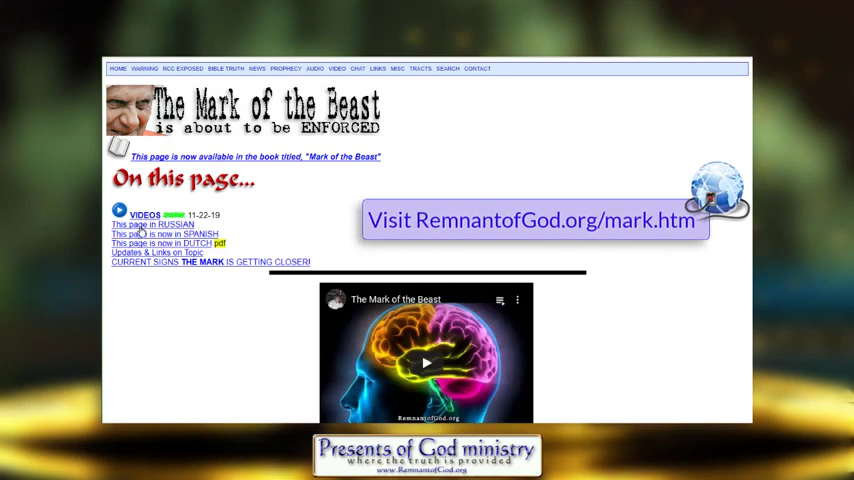 HOME WARNING RCC EXPOSED BIBLE TRUTH NEWS PROPHECY AUDIO VIDEO CHAT LINKS MISC TRACTS SEARCH CONTACT
The Mark of the Beast
is about to be ENFORCED
This page is now available in the book titled, "Mark of the Beast"
On this page...
VIDEOS 11-22-19
This page in RUSSIAN
This page is now in SPANISH
This page is now in DUTCH pdf
Updates & Links on Topic
CURRENT SIGNS THE MARK IS GETTING CLOSER!
Visit RemnantofGod.org/mark.htm
The Mark of the Beast
RemnantofGod.org
Presents of God ministry
where the truth is provided
www.RemnantofGod.org